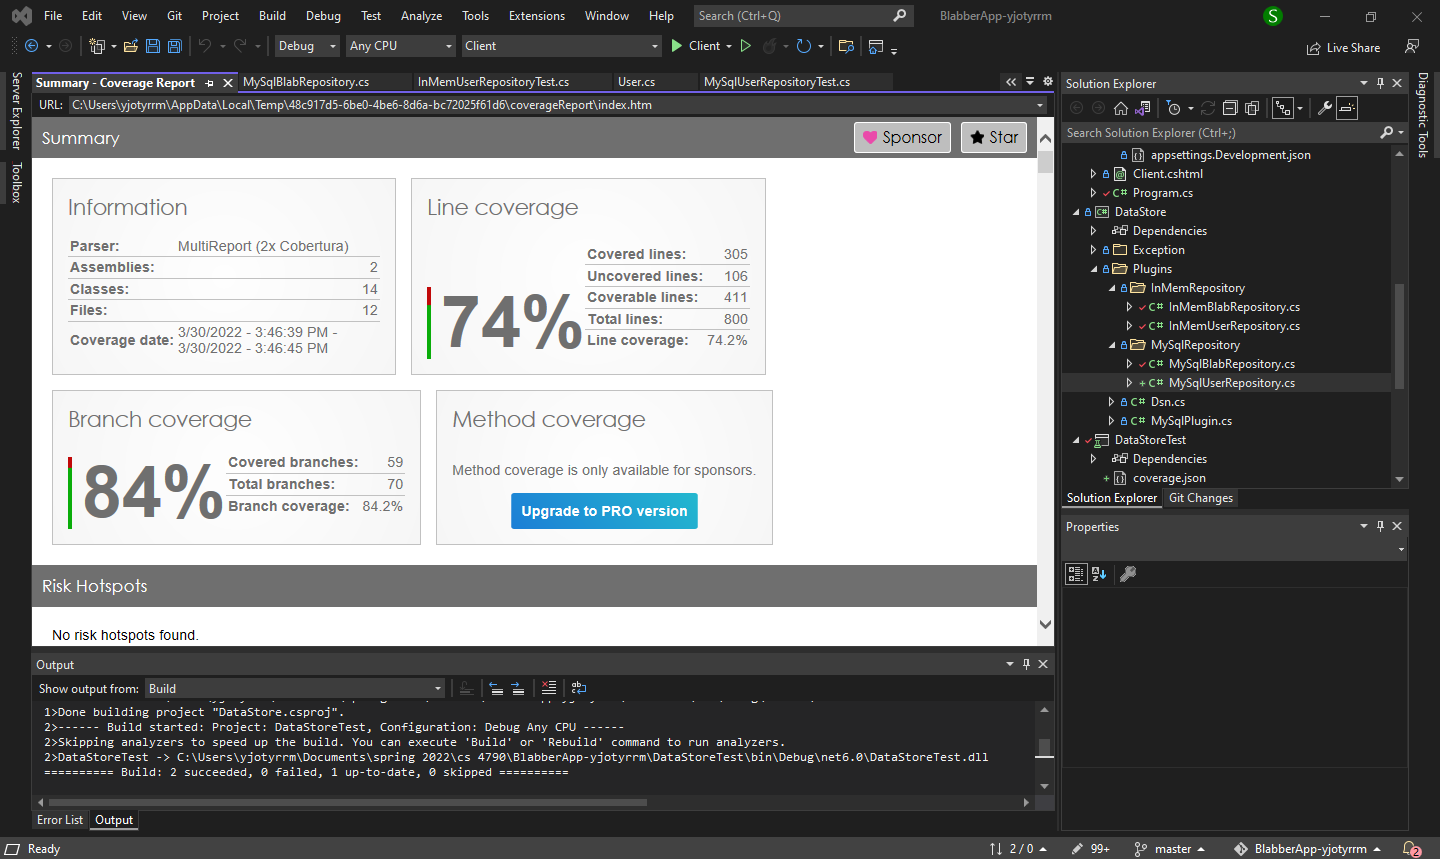 File Edit View Git Project Build Debug Test Analyze Tools Extensions Window Help Search (Ctrl+Q) BlabberApp-yjotyrrm S
Debug Any CPU Client Client Live Share
Server Explorer
Toolbox
Summary - Coverage Report MySqlBlabRepository.cs InMemUserRepositoryTest.cs User.cs MySqlUserRepositoryTest.cs
URL: C:\Users\yjotyrrm\AppData\Local\Temp\48c917d5-6be0-4be6-8d6a-bc72025f61d6\coverageReport\index.htm
Summary Sponsor Star
Information
Parser: MultiReport (2x Cobertura)
Assemblies: 2
Classes: 14
Files: 12
Coverage date: 3/30/2022 - 3:46:39 PM -
3/30/2022 - 3:46:45 PM
Line coverage
74%
Covered lines: 305
Uncovered lines: 106
Coverable lines: 411
Total lines: 800
Line coverage: 74.2%
Branch coverage
84%
Covered branches: 59
Total branches: 70
Branch coverage: 84.2%
Method coverage
Method coverage is only available for sponsors.
Upgrade to PRO version
Risk Hotspots
No risk hotspots found.
Output
Show output from: Build
1>Done building project "DataStore.csproj".
2>------ Build started: Project: DataStoreTest, Configuration: Debug Any CPU ------
2>Skipping analyzers to speed up the build. You can execute 'Build' or 'Rebuild' command to run analyzers.
2>DataStoreTest -> C:\Users\yjotyrrm\Documents\spring 2022\cs 4790\BlabberApp-yjotyrrm\DataStoreTest\bin\Debug\net6.0\DataStoreTest.dll
========== Build: 2 succeeded, 0 failed, 1 up-to-date, 0 skipped ==========
Error List Output
Solution Explorer
Search Solution Explorer (Ctrl+;)
appsettings.Development.json
Client.cshtml
C# Program.cs
C# DataStore
Dependencies
Exception
Plugins
InMemRepository
C# InMemBlabRepository.cs
C# InMemUserRepository.cs
MySqlRepository
C# MySqlBlabRepository.cs
C# MySqlUserRepository.cs
C# Dsn.cs
C# MySqlPlugin.cs
DataStoreTest
Dependencies
coverage.json
Solution Explorer Git Changes
Properties
Diagnostic Tools
Ready 2 / 0 99+ master BlabberApp-yjotyrrm 2